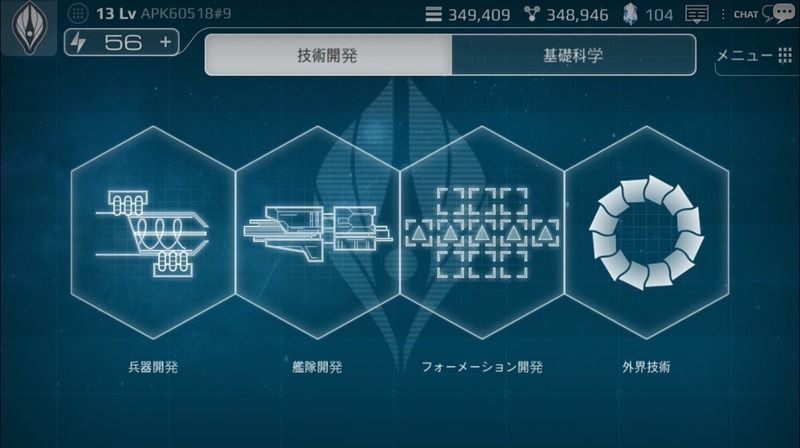 13 Lv APK60518#9
349,409
348,946
104
CHAT
56 +
技術開発
基礎科学
メニュー
兵器開発
艦隊開発
フォーメーション開発
外界技術